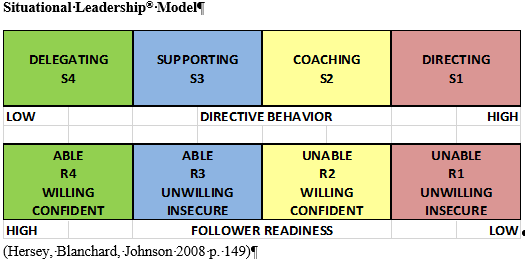 Situational·Leadership®·Model¶
DELEGATING SUPPORTING COACHING DIRECTING
S4 S3 S2 S1
LOW DIRECTIVE BEHAVIOR HIGH
ABLE ABLE UNABLE UNABLE
R4 R3 R2 R1
WILLING UNWILLING WILLING UNWILLING
CONFIDENT INSECURE CONFIDENT INSECURE
HIGH FOLLOWER READINESS LOW
(Hersey,·Blanchard,·Johnson·2008·p.·149)¶